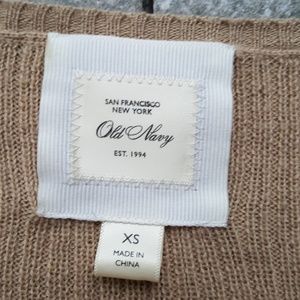 SAN FRANCISCO
NEW YORK
Old Navy
EST. 1994
XS
MADE IN
CHINA